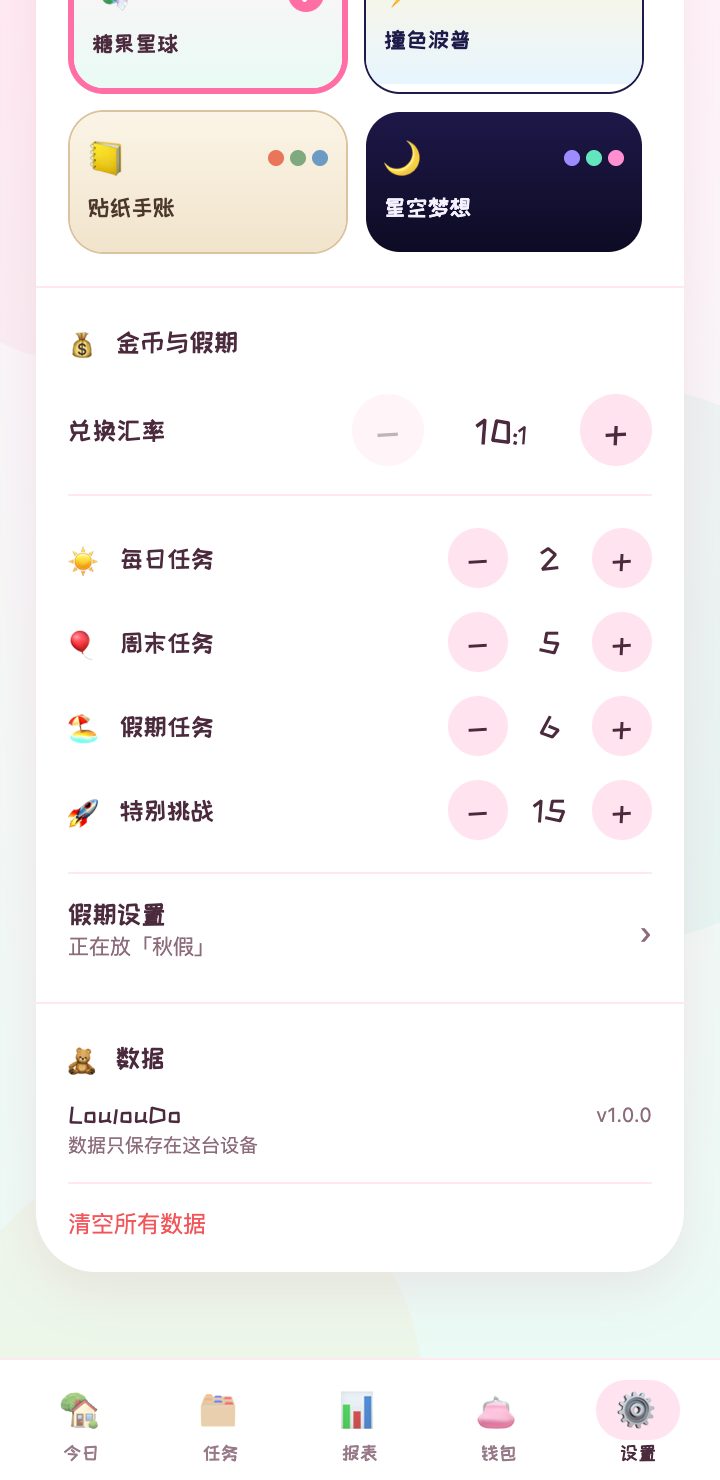 糖果星球
撞色波普
贴纸手账
星空梦想
金币与假期
兑换汇率
− 10:1 +
每日任务 − 2 +
周末任务 − 5 +
假期任务 − 6 +
特别挑战 − 15 +
假期设置
正在放「秋假」 ›
数据
LoulouDo v1.0.0
数据只保存在这台设备
清空所有数据
今日 任务 报表 钱包 设置